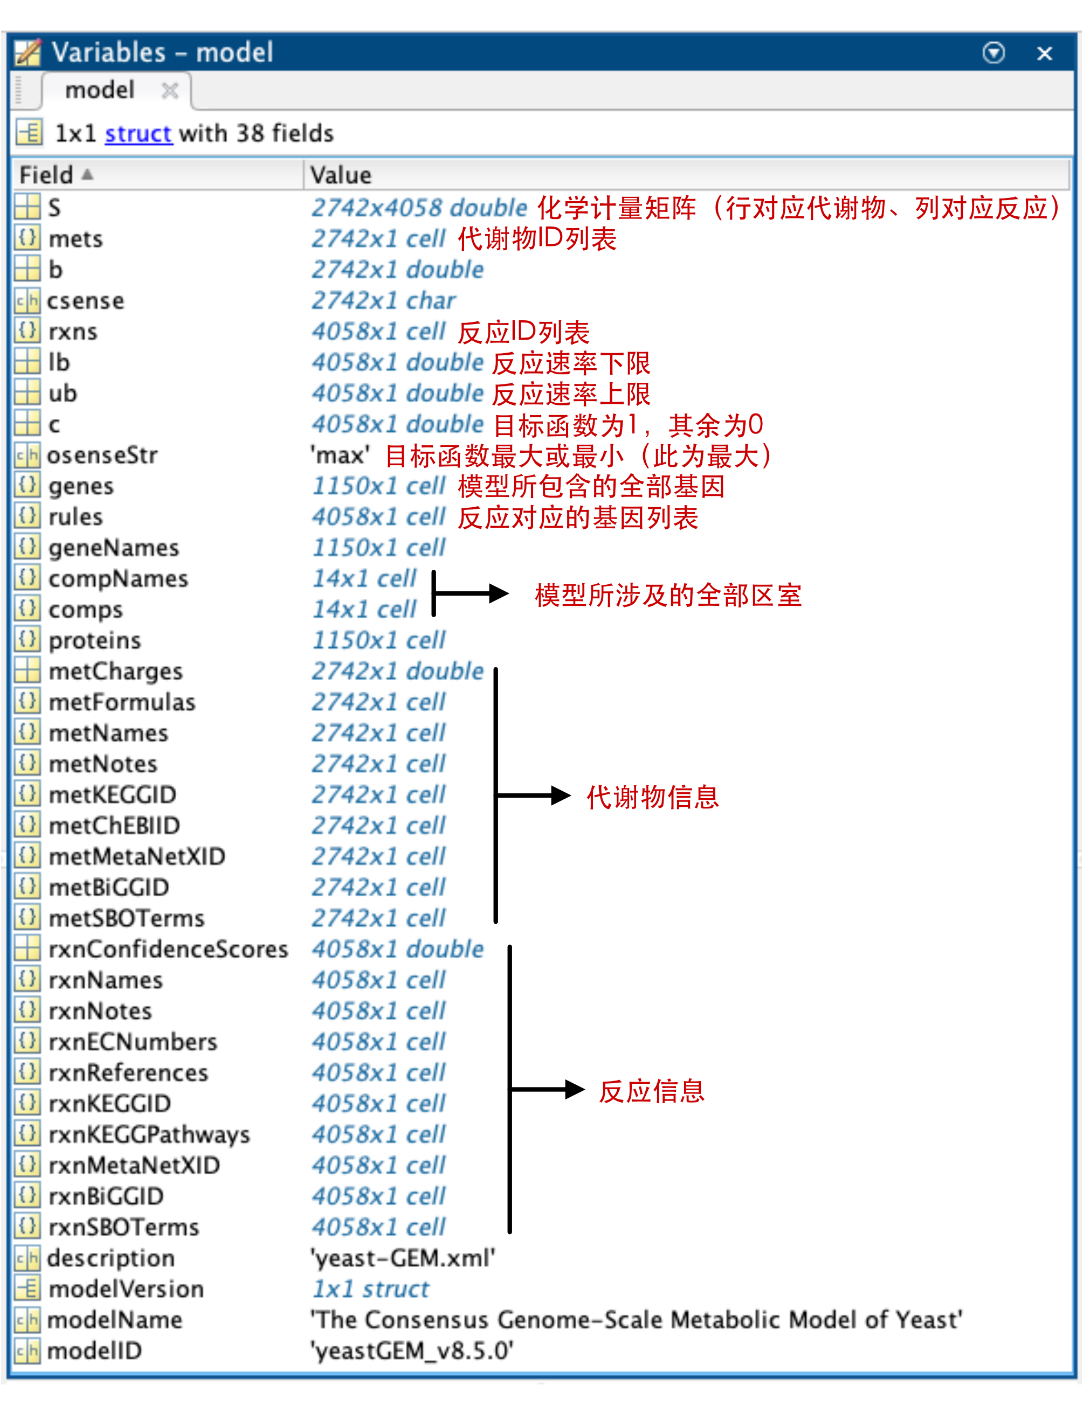 Variables – model
model
1x1 struct with 38 fields
Field Value
S 2742x4058 double 化学计量矩阵（行对应代谢物、列对应反应）
mets 2742x1 cell 代谢物ID列表
b 2742x1 double
csense 2742x1 char
rxns 4058x1 cell 反应ID列表
lb 4058x1 double 反应速率下限
ub 4058x1 double 反应速率上限
c 4058x1 double 目标函数为1，其余为0
osenseStr 'max' 目标函数最大或最小（此为最大）
genes 1150x1 cell 模型所包含的全部基因
rules 4058x1 cell 反应对应的基因列表
geneNames 1150x1 cell
compNames 14x1 cell
模型所涉及的全部区室
comps 14x1 cell
proteins 1150x1 cell
metCharges 2742x1 double
metFormulas 2742x1 cell
metNames 2742x1 cell
metNotes 2742x1 cell
metKEGGID 2742x1 cell
代谢物信息
metChEBIID 2742x1 cell
metMetaNetXID 2742x1 cell
metBiGGID 2742x1 cell
metSBOTerms 2742x1 cell
rxnConfidenceScores 4058x1 double
rxnNames 4058x1 cell
rxnNotes 4058x1 cell
rxnECNumbers 4058x1 cell
rxnReferences 4058x1 cell
反应信息
rxnKEGGID 4058x1 cell
rxnKEGGPathways 4058x1 cell
rxnMetaNetXID 4058x1 cell
rxnBiGGID 4058x1 cell
rxnSBOTerms 4058x1 cell
description 'yeast-GEM.xml'
modelVersion 1x1 struct
modelName 'The Consensus Genome-Scale Metabolic Model of Yeast'
modelID 'yeastGEM_v8.5.0'